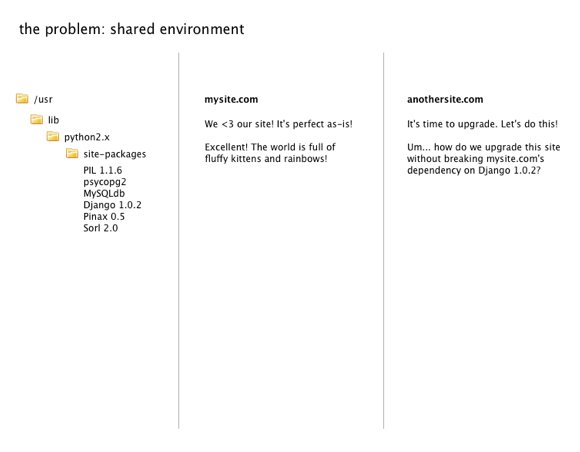 the problem: shared environment
/usr
lib
python2.x
site-packages
PIL 1.1.6
psycopg2
MySQLdb
Django 1.0.2
Pinax 0.5
Sorl 2.0
mysite.com
We <3 our site! It's perfect as-is!
Excellent! The world is full of
fluffy kittens and rainbows!
anothersite.com
It's time to upgrade. Let's do this!
Um... how do we upgrade this site
without breaking mysite.com's
dependency on Django 1.0.2?